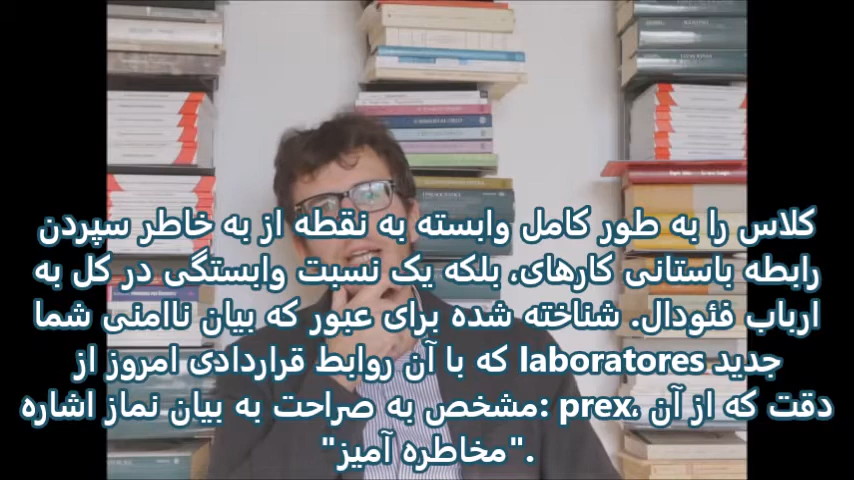 کلاس را به طور کامل وابسته به نقطه از به خاطر سپردن
رابطه باستانی کارهای، بلکه یک نسبت وابستگی در کل به
ارباب فئودال. شناخته شده برای عبور که بیان ناامنی شما
جدید laboratores که با آن روابط قراردادی امروز از
دقت که از آن ،prex :مشخص به صراحت به بیان نماز اشاره
"مخاطره آمیز".